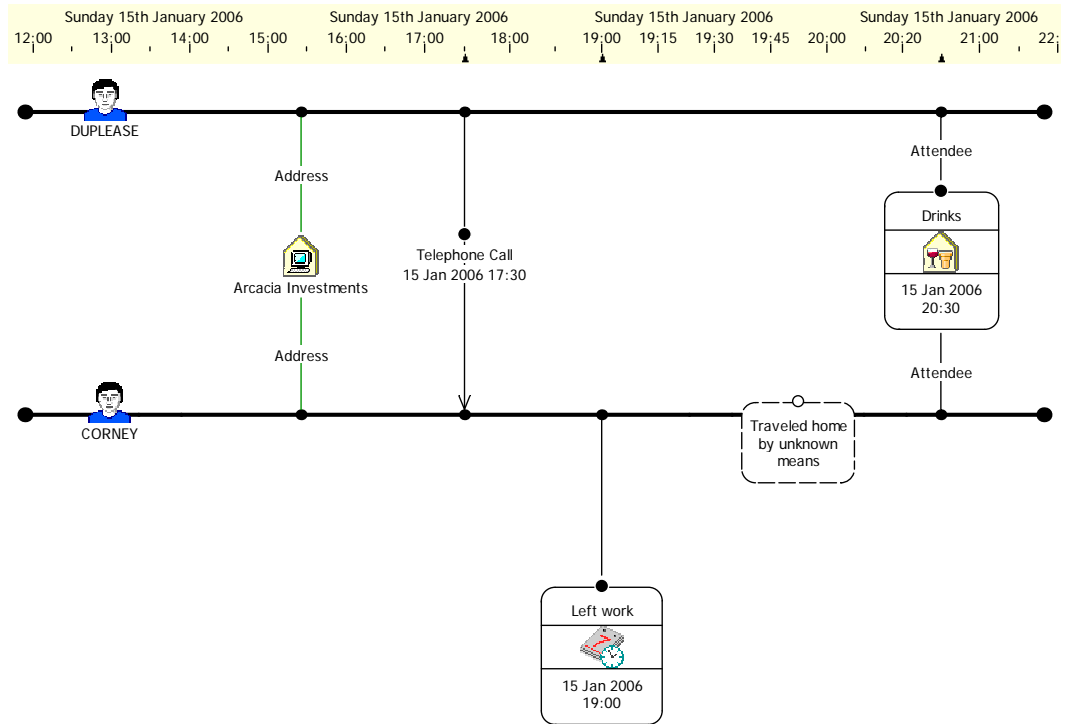 Sunday 15th January 2006 Sunday 15th January 2006 Sunday 15th January 2006 Sunday 15th January 2006
12:00 13:00 14:00 15:00 16:00 17:00 18:00 19:00 19:15 19:30 19:45 20:00 20:20 21:00 22:
DUPLEASE
Attendee
Address
Drinks
Telephone Call
15 Jan 2006 17:30
Arcacia Investments
15 Jan 2006
20:30
Address
Attendee
CORNEY
Traveled home
by unknown
means
Left work
15 Jan 2006
19:00